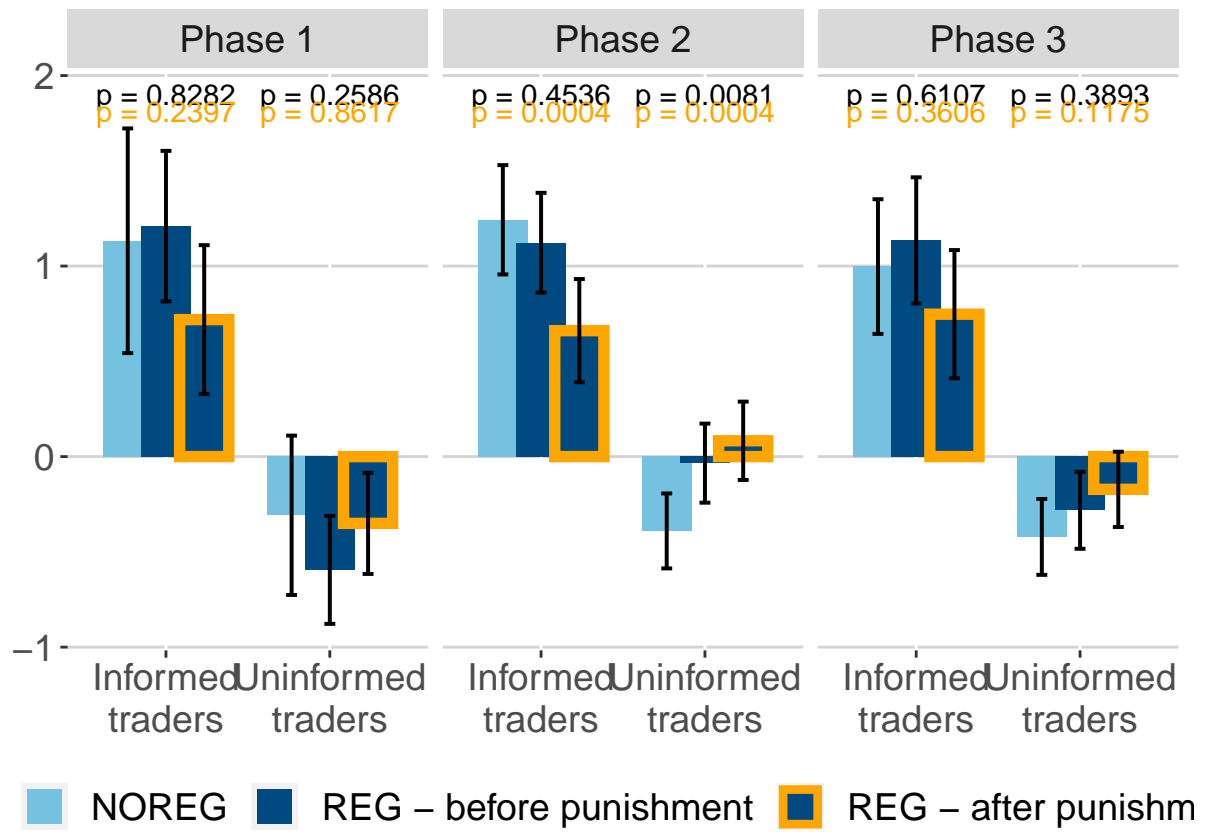 Phase 1 Phase 2 Phase 3
2
p = 0.8282 p = 0.2586 p = 0.4536 p = 0.0081 p = 0.6107 p = 0.3893
p = 0.2397 p = 0.8617 p = 0.0004 p = 0.0004 p = 0.3606 p = 0.1175
1
0
−1
Informed Uninformed Informed Uninformed Informed Uninformed
traders traders traders traders traders traders
NOREG REG − before punishment REG − after punishm